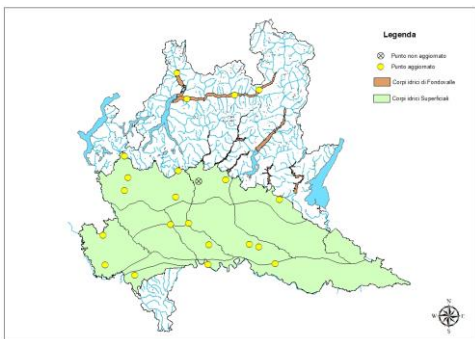 Legenda
Punto non aggiornato
Punto aggiornato
Corpi idrici di Fondovalle
Corpi idrici Superficiali
N
W E
S